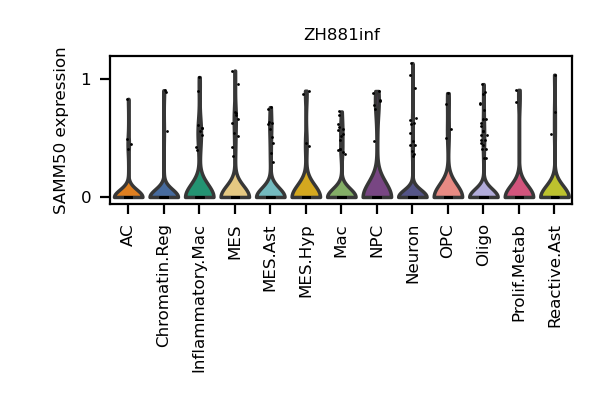 ZH881inf
SAMM50 expression
1
0
AC
Chromatin.Reg
Inflammatory.Mac
MES
MES.Ast
MES.Hyp
Mac
NPC
Neuron
OPC
Oligo
Prolif.Metab
Reactive.Ast